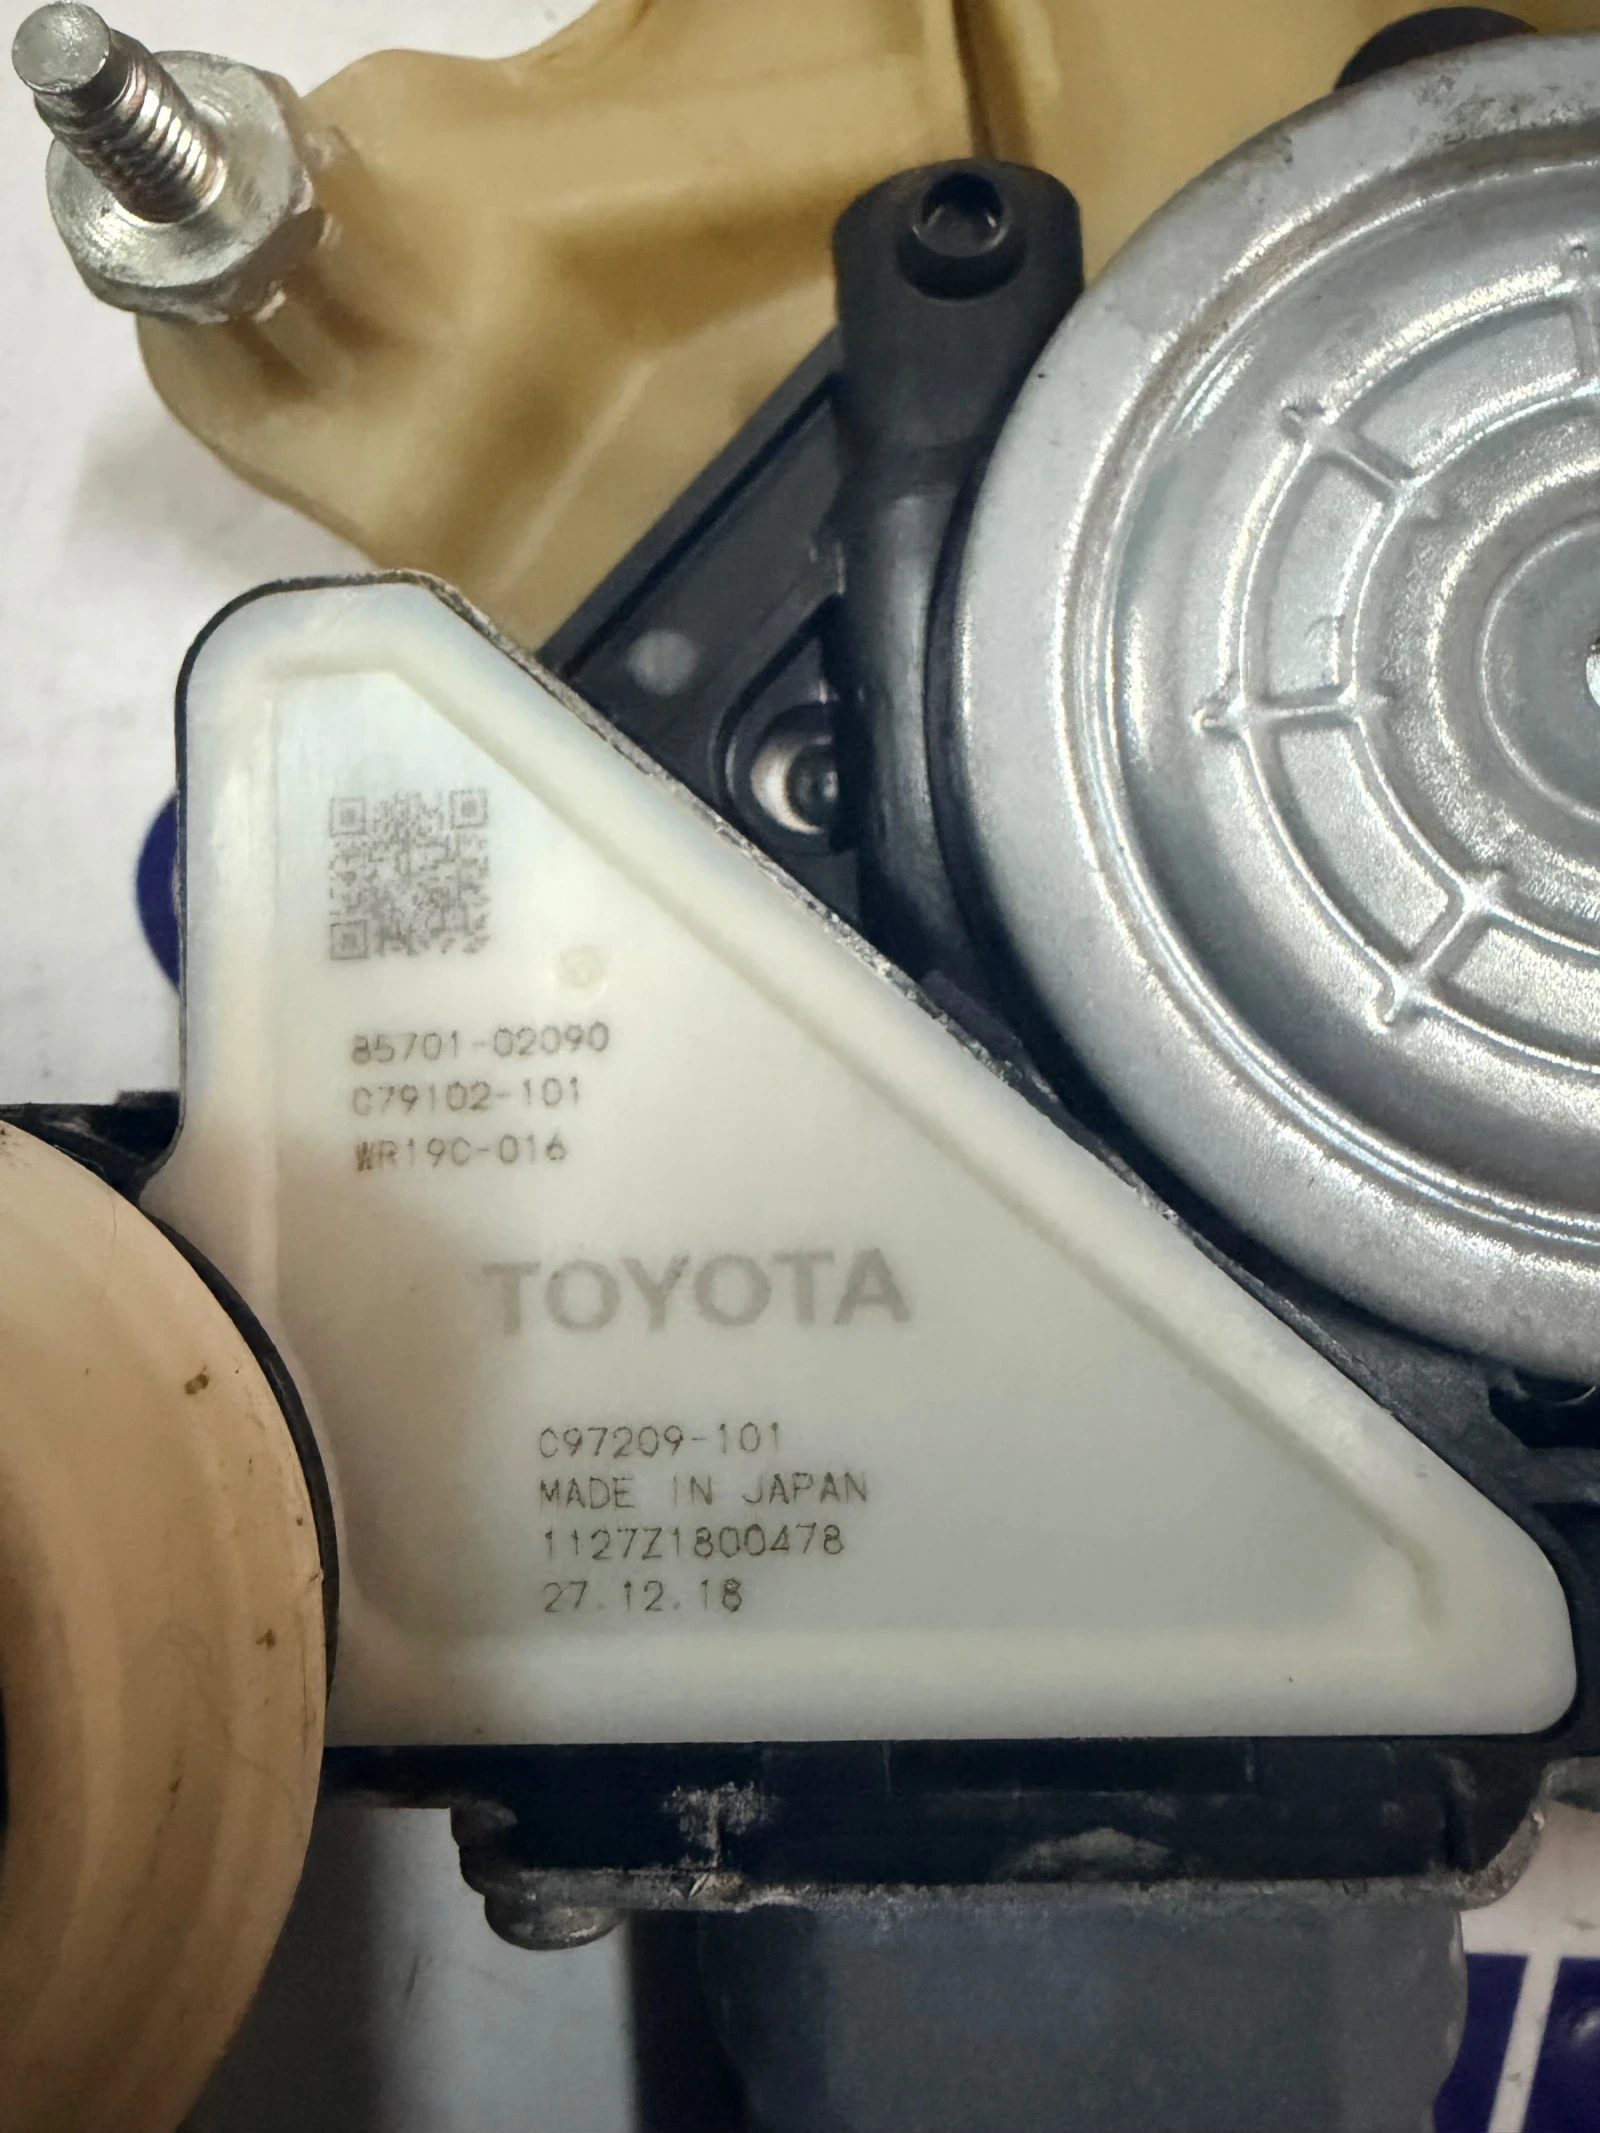 85701-02090
C79102-101
WR19C-016
TOYOTA
C97209-101
MADE IN JAPAN
1127Z1800478
27.12.18